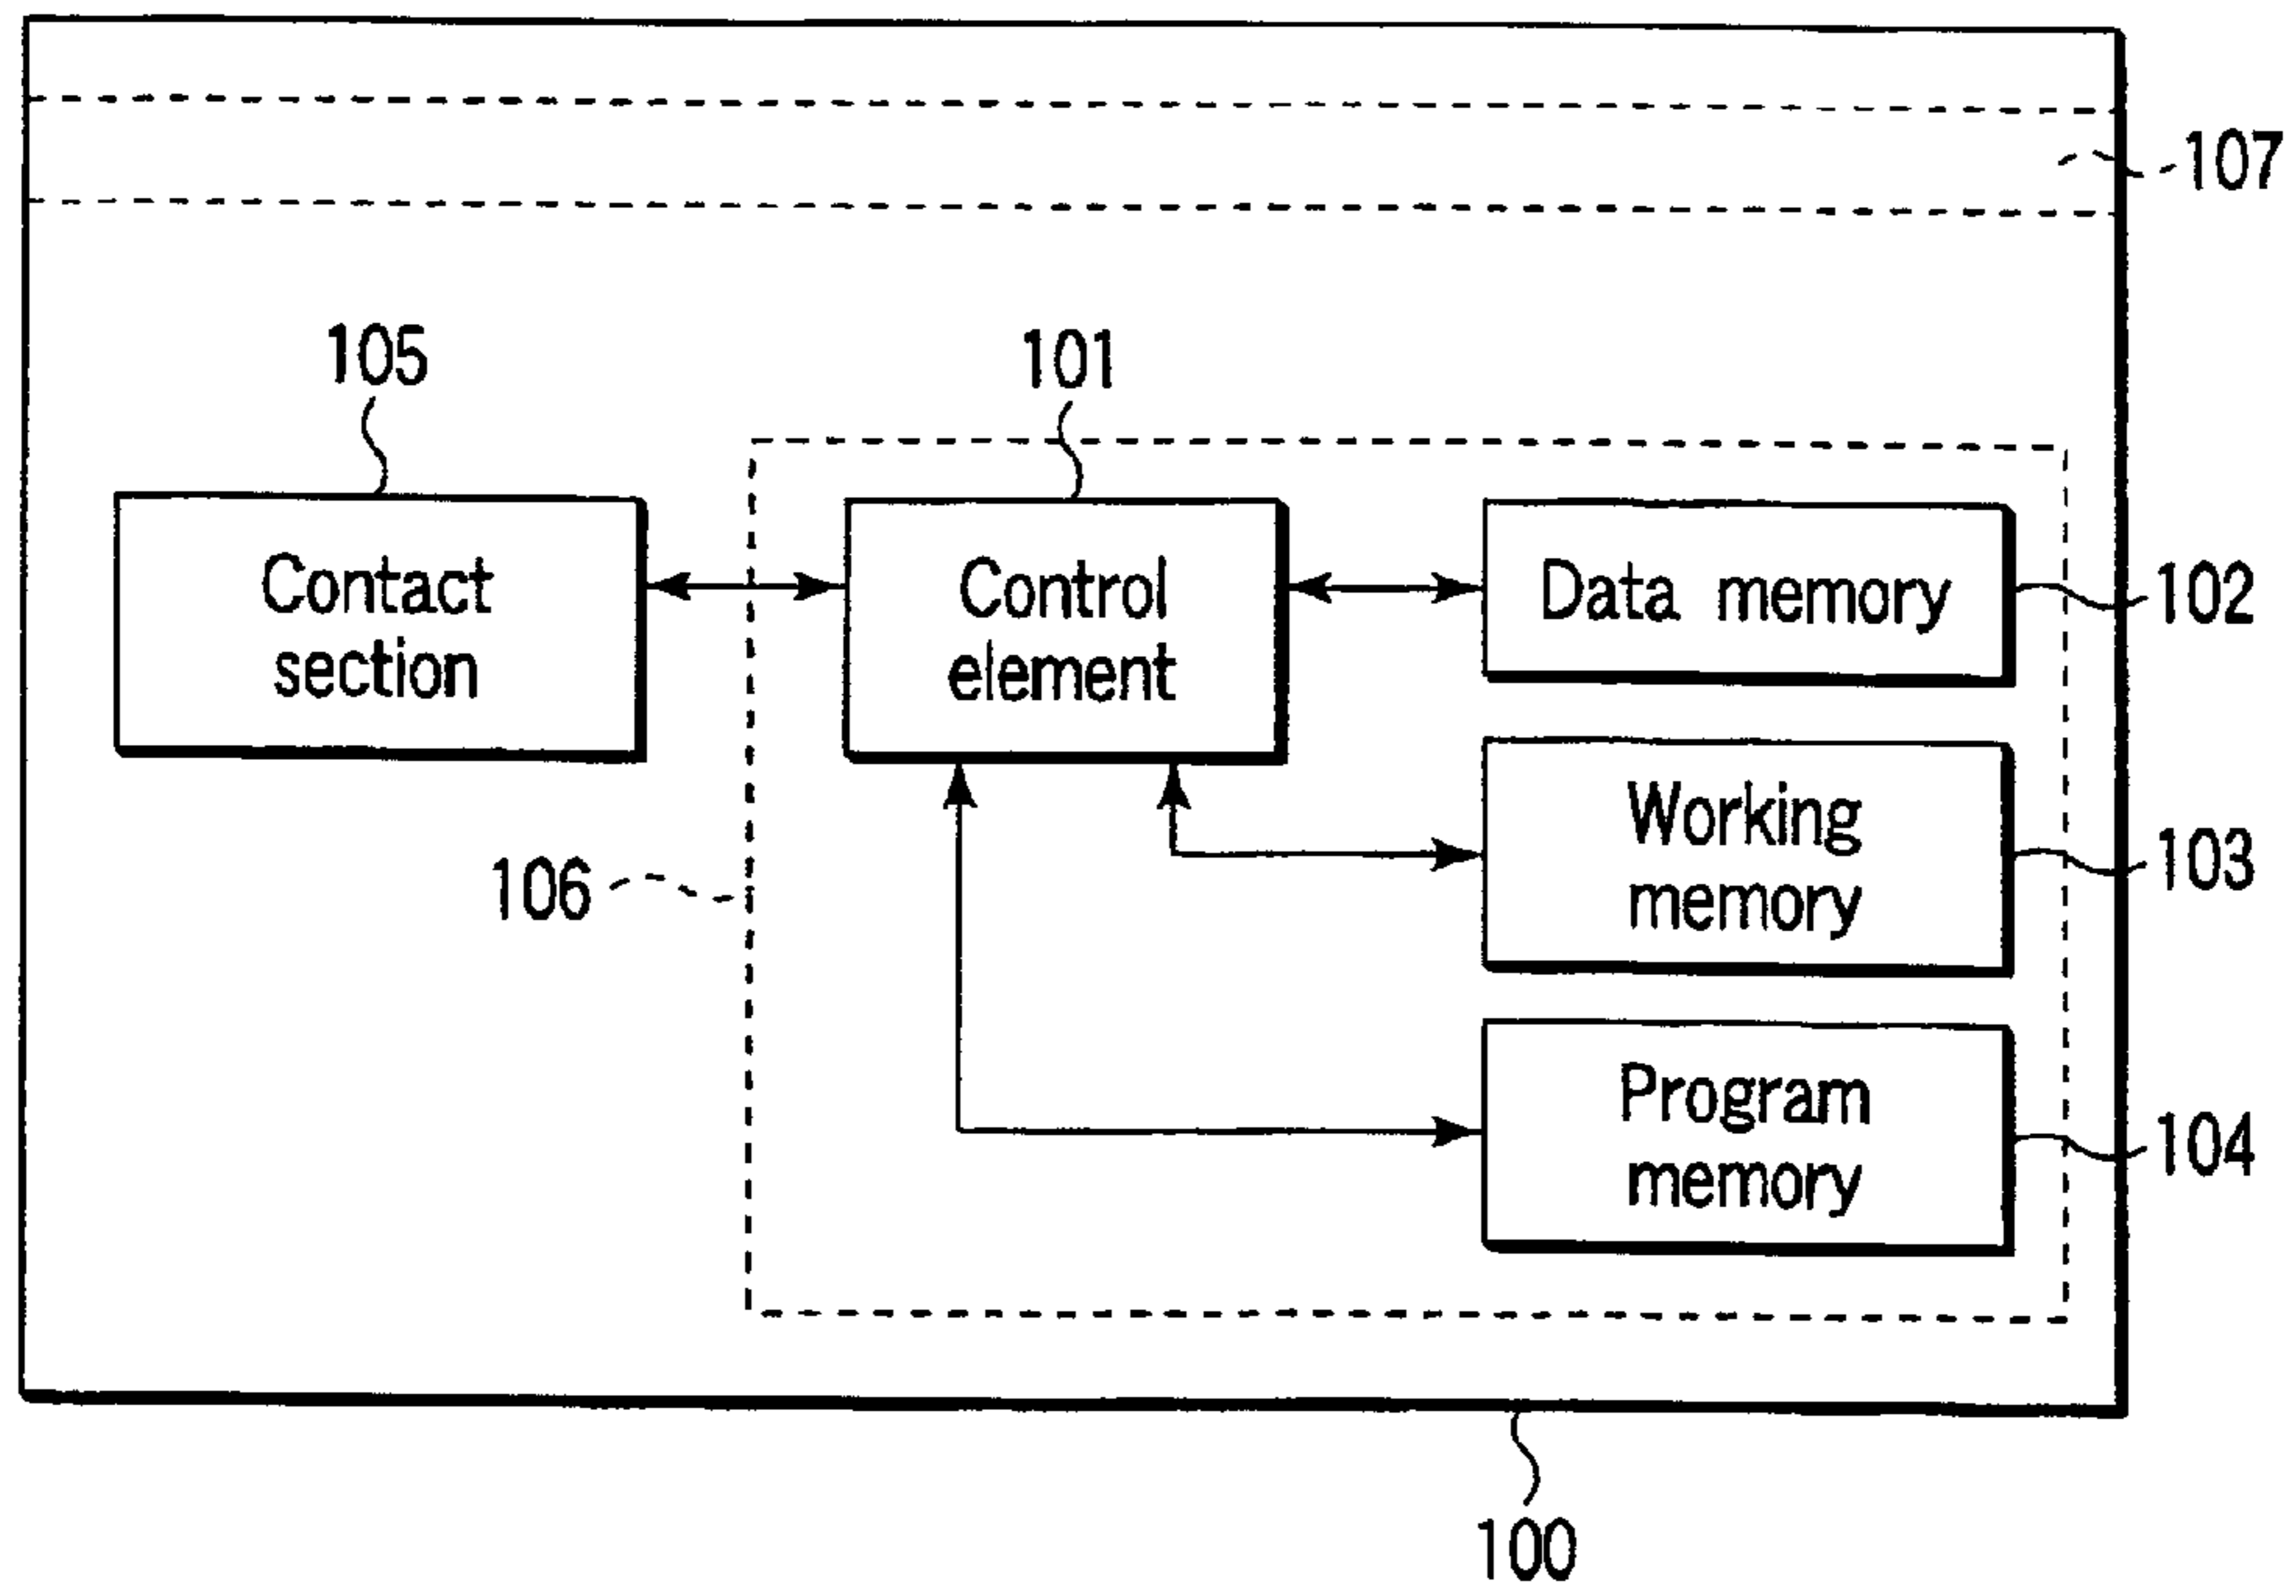 107
105
101
Contact
section
Control
element
Data memory
102
Working
memory
103
106
Program
memory
104
100